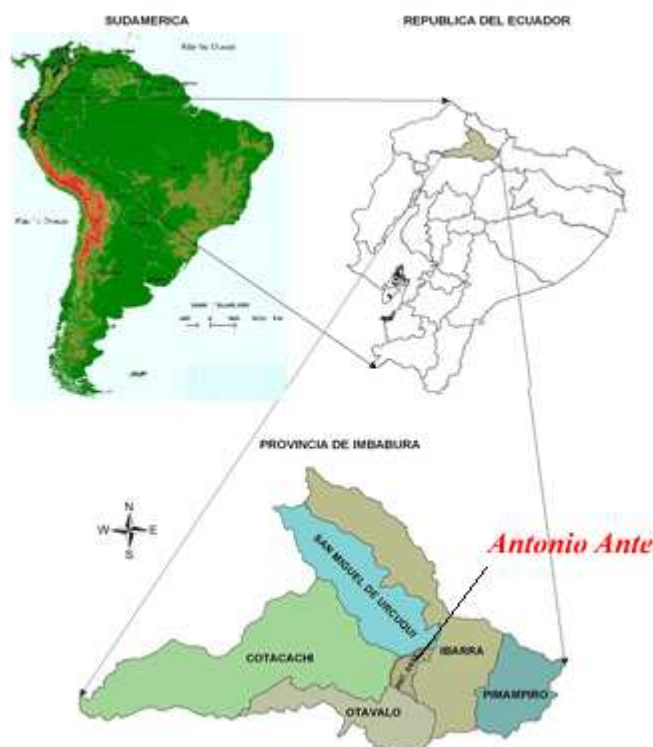 SUDAMERICA
REPUBLICA DEL ECUADOR
PROVINCIA DE IMBABURA
N
W
E
S
Antonio Ante
SAN MIGUEL DE URCUQUI
COTACACHI
IBARRA
PIMAMPIRO
OTAVALO